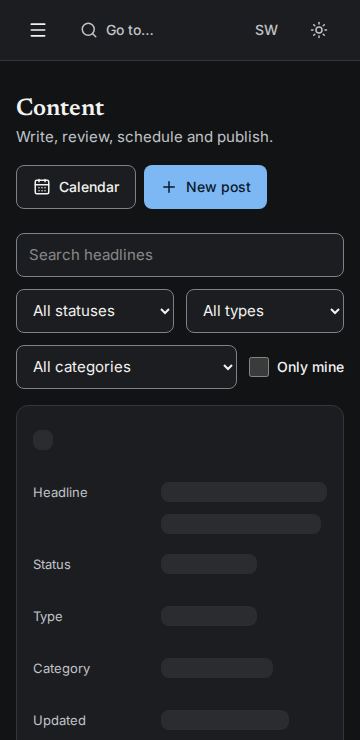 Go to... SW
Content
Write, review, schedule and publish.
Calendar New post
Search headlines
All statuses All types
All categories Only mine
Headline
Status
Type
Category
Updated